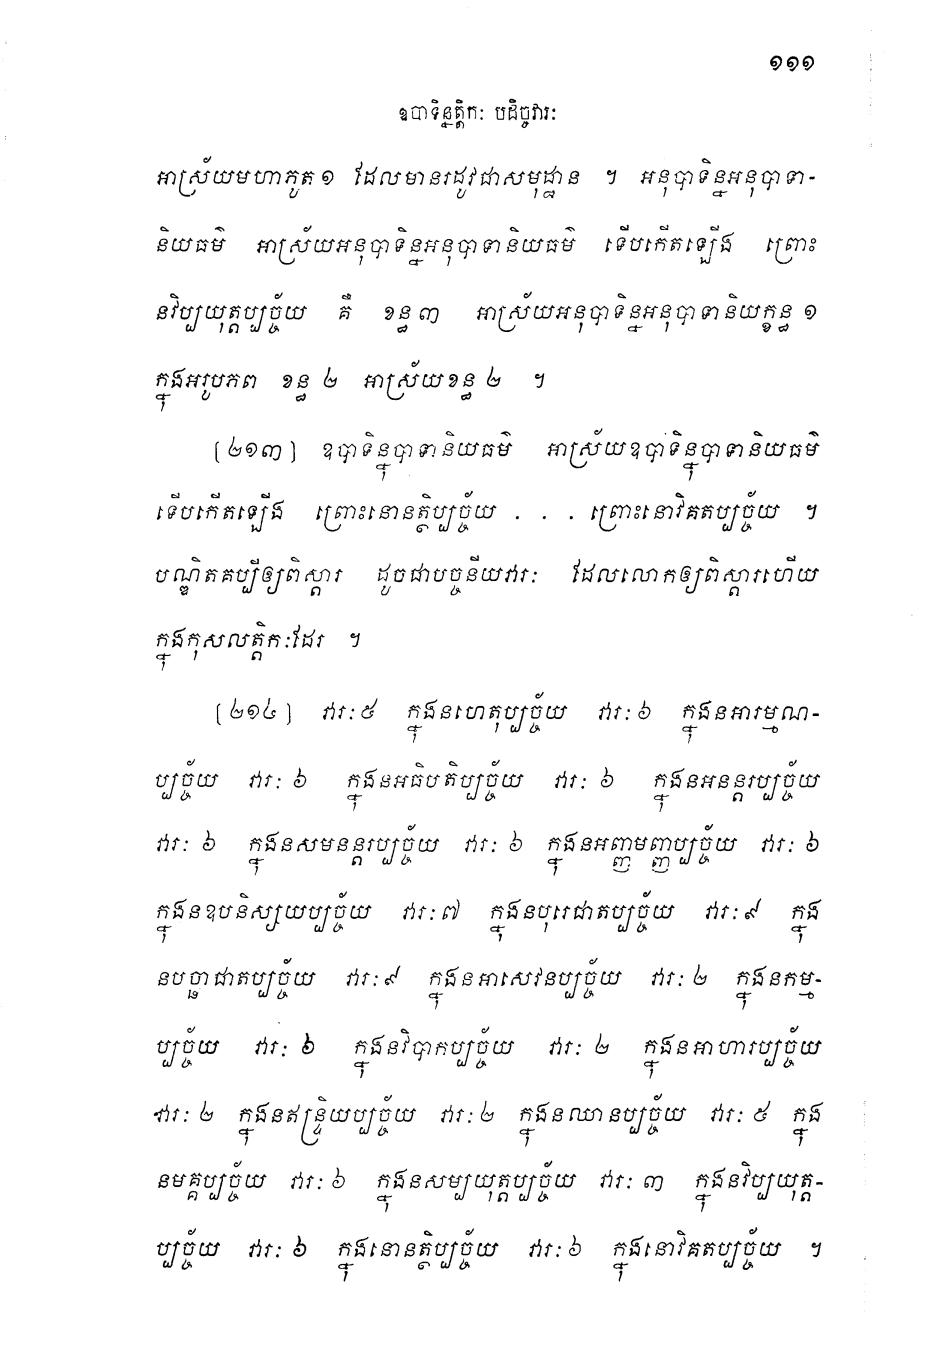 ១១១
ឧបាទិន្នត្តិកៈ បដិច្ចវារៈ
អាស្រ័យមហាភូត១ ដែលមានរដូវជាសមុដ្ឋាន ។ អនុបាទិន្នអនុបាទា-
និយធម៌ អាស្រ័យអនុបាទិន្នអនុបាទានិយធម៌ ទើបកើតឡើង ព្រោះ
នវិប្បយុត្តប្បច្ច័យ គឺ ខន្ធ៣ អាស្រ័យអនុបាទិន្នអនុបាទានិយក្ខន្ធ ១
ក្នុងអរូបភព ខន្ធ ២ អាស្រ័យខន្ធ ២ ។
[២១៣] ឧបាទិន្នុបាទានិយធម៌ អាស្រ័យឧបាទិន្នុបាទានិយធម៌
ទើបកើតឡើង ព្រោះនោនត្ថិប្បច្ច័យ . . . ព្រោះនោវិគតប្បច្ច័យ ។
បណ្ឌិតគប្បីឲ្យពិស្តារ ដូចជាបច្ចនីយវារៈ ដែលលោកឲ្យពិស្តារហើយ
ក្នុងកុសលត្តិកៈដែរ ។
[២១៤] វារៈ៥ ក្នុងនហេតុប្បច្ច័យ វារៈ៦ ក្នុងនអារម្មណ-
ប្បច្ច័យ វារៈ ៦ ក្នុងនអធិបតិប្បច្ច័យ វារៈ ៦ ក្នុងនអនន្តរប្បច្ច័យ
វារៈ ៦ ក្នុងនសមនន្តរប្បច្ច័យ វារៈ ៦ ក្នុងនអញ្ញមញ្ញប្បច្ច័យ វារៈ ៦
ក្នុងនឧបនិស្សយប្បច្ច័យ វារៈ៧ ក្នុងនបុរេជាតប្បច្ច័យ វារៈ៩ ក្នុង
នបច្ឆាជាតប្បច្ច័យ វារៈ៩ ក្នុងនអាសេវនប្បច្ច័យ វារៈ ២ ក្នុងនកម្ម-
ប្បច្ច័យ វារៈ ៦ ក្នុងនវិបាកប្បច្ច័យ វារៈ ២ ក្នុងនអាហារប្បច្ច័យ
វារៈ ២ ក្នុងនឥន្ទ្រិយប្បច្ច័យ វារៈ២ ក្នុងនឈានប្បច្ច័យ វារៈ ៥ ក្នុង
នមគ្គប្បច្ច័យ វារៈ៦ ក្នុងនសម្បយុត្តប្បច្ច័យ វារៈ ៣ ក្នុងនវិប្បយុត្ត-
ប្បច្ច័យ វារៈ ៦ ក្នុងនោនត្ថិប្បច្ច័យ វារៈ៦ ក្នុងនោវិគតប្បច្ច័យ ។